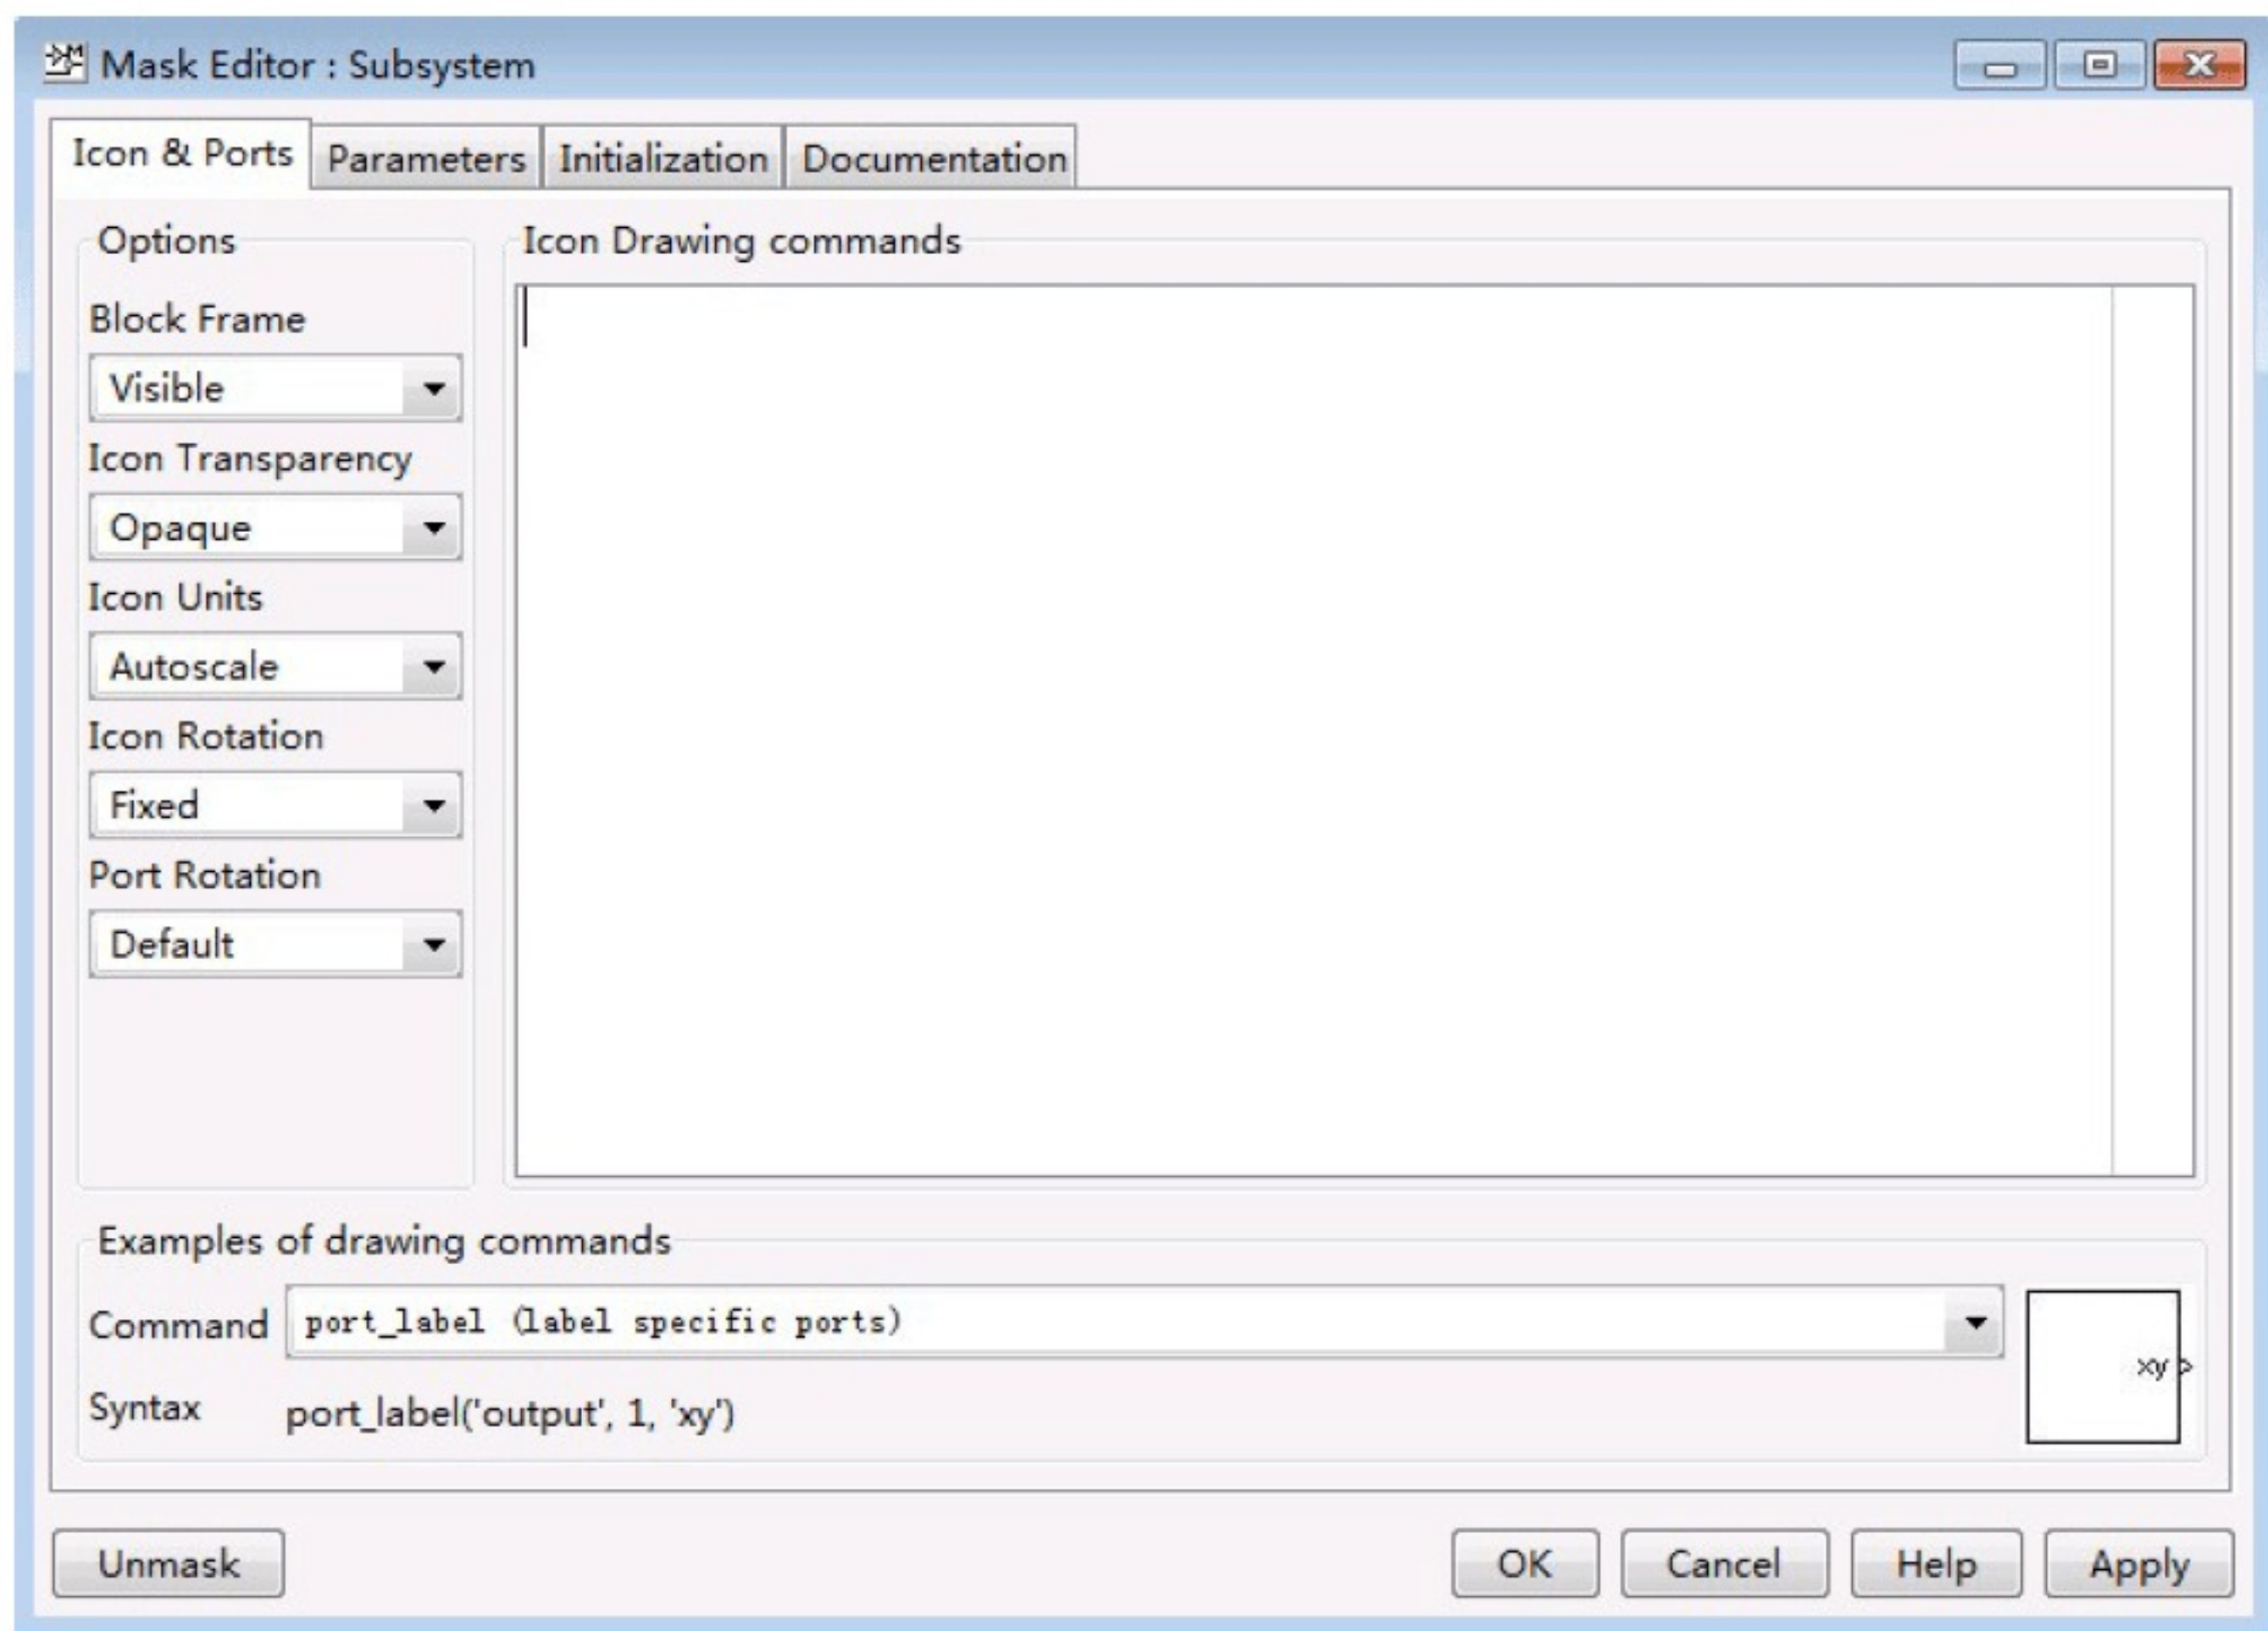 Mask Editor : Subsystem
Icon & Ports Parameters Initialization Documentation
Options
Block Frame
Visible
Icon Transparency
Opaque
Icon Units
Autoscale
Icon Rotation
Fixed
Port Rotation
Default
Icon Drawing commands
Examples of drawing commands
Command port_label (label specific ports)
Syntax port_label('output', 1, 'xy')
xy
Unmask OK Cancel Help Apply